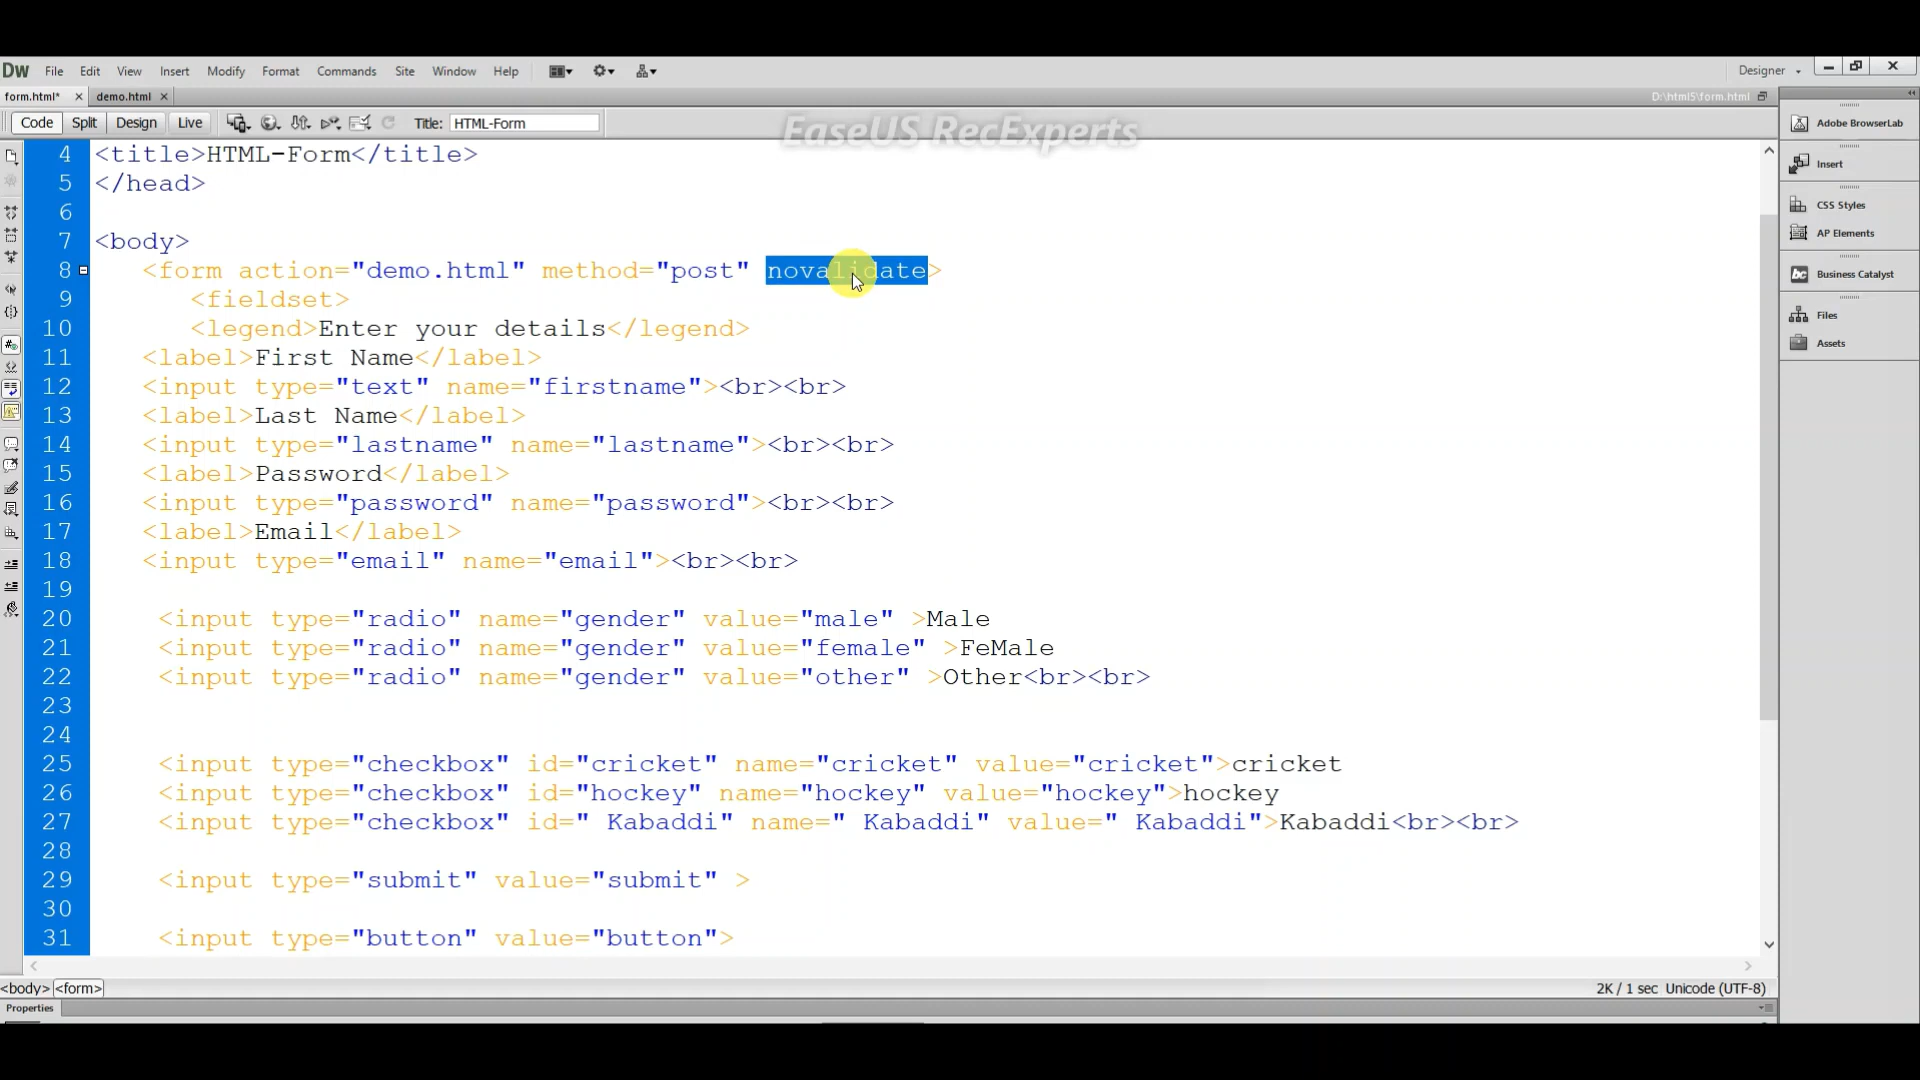 DW File Edit View Insert Modify Format Commands Site Window Help Designer
form.html* × demo.html × D:\html5\form.html
Code Split Design Live Title: HTML-Form
EaseUS RecExperts
4 <title>HTML-Form</title>
5 </head>
6
7 <body>
8 <form action="demo.html" method="post" novalidate>
9 <fieldset>
10 <legend>Enter your details</legend>
11 <label>First Name</label>
12 <input type="text" name="firstname"><br><br>
13 <label>Last Name</label>
14 <input type="lastname" name="lastname"><br><br>
15 <label>Password</label>
16 <input type="password" name="password"><br><br>
17 <label>Email</label>
18 <input type="email" name="email"><br><br>
19
20 <input type="radio" name="gender" value="male" >Male
21 <input type="radio" name="gender" value="female" >FeMale
22 <input type="radio" name="gender" value="other" >Other<br><br>
23
24
25 <input type="checkbox" id="cricket" name="cricket" value="cricket">cricket
26 <input type="checkbox" id="hockey" name="hockey" value="hockey">hockey
27 <input type="checkbox" id=" Kabaddi" name=" Kabaddi" value=" Kabaddi">Kabaddi<br><br>
28
29 <input type="submit" value="submit" >
30
31 <input type="button" value="button">
<body> <form> 2K / 1 sec Unicode (UTF-8)
Properties
Adobe BrowserLab
Insert
CSS Styles
AP Elements
bc Business Catalyst
Files
Assets